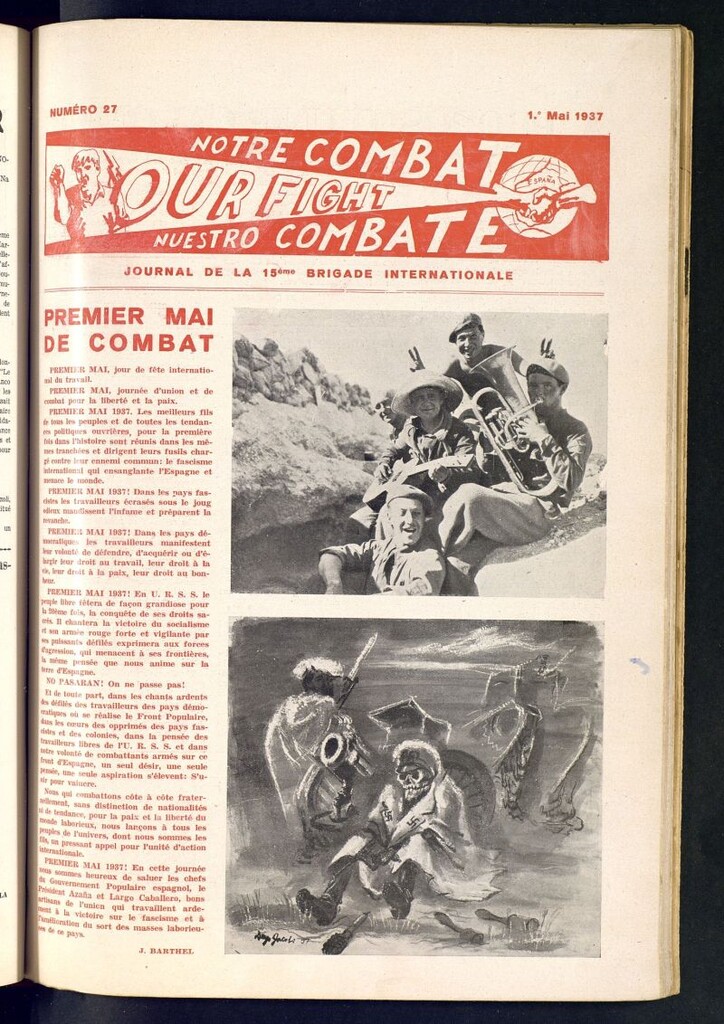 NUMÉRO 27
1.º Mai 1937
NOTRE COMBAT
OUR FIGHT
NUESTRO COMBATE
ESPAÑA
JOURNAL DE LA 15ème BRIGADE INTERNATIONALE
PREMIER MAI
DE COMBAT
PREMIER MAI, jour de fête internatio-
nal du travail.
PREMIER MAI, journée d'union et de
combat pour la liberté et la paix.
PREMIER MAI 1937. Les meilleurs fils
de tous les peuples et de toutes les tendan-
ces politiques ouvrières, pour la première
fois dans l'histoire sont réunis dans les mê-
mes tranchées et dirigent leurs fusils char-
gés contre leur ennemi commun: le fascisme
international qui ensanglante l'Espagne et
menace le monde.
PREMIER MAI 1937! Dans les pays fas-
cistes les travailleurs écrasés sous le joug
odieux maudissent l'infame et préparent la
revanche.
PREMIER MAI 1937! Dans les pays dé-
mocratiques les travailleurs manifestent
leur volonté de défendre, d'acquérir ou d'é-
largir leur droit au travail, leur droit à la
vie, leur droit à la paix, leur droit au bon-
heur.
PREMIER MAI 1937! En U. R. S. S. le
peuple libre fêtera de façon grandiose pour
la fois, la conquête de ses droits sa-
crés. Il chantera la victoire du socialisme
et son armée rouge forte et vigilante par
ses puissants défilés exprimera aux forces
d'agression, qui menacent à ses frontières,
la même pensée que nous anime sur la
terre d'Espagne.
NO PASARAN! On ne passe pas!
Et de toute part, dans les chants ardents
des défilés des travailleurs des pays démo-
cratiques où se réalise le Front Populaire,
dans les cœurs des opprimés des pays fas-
cistes et des colonies, dans la pensée des
travailleurs libres de l'U. R. S. S. et dans
notre volonté de combattants armés sur ce
front d'Espagne, un seul désir, une seule
pensée, une seule aspiration s'élevent: S'u-
nir pour vaincre.
Nous qui combattons côte à côte frater-
nellement, sans distinction de nationalités
ni de tendance, pour la paix et la liberté du
monde laborieux, nous lançons à tous les
peuples de l'univers, dont nous sommes les
fils, un pressant appel pour l'unité d'action
internationale.
PREMIER MAI 1937! En cette journée
nous sommes heureux de saluer les chefs
du Gouvernement Populaire espagnol, le
Président Azaña et Largo Caballero, bons
artisans de l'union qui travaillent arde-
ment à la victoire sur le fascisme et à
l'amélioration du sort des masses laborieu-
ses de ce pays.
J. BARTHEL